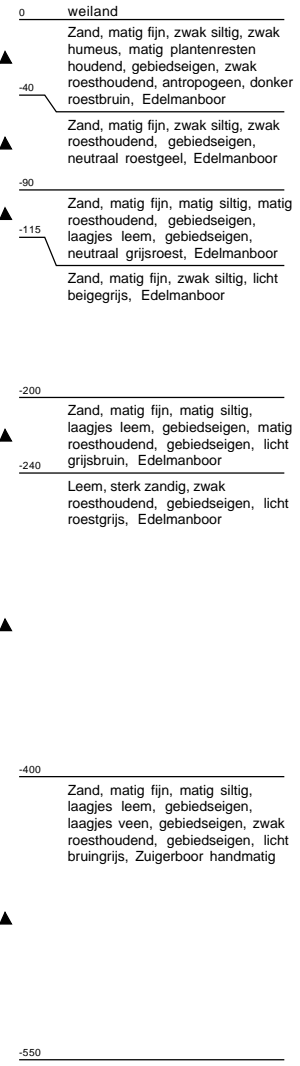 0 weiland
Zand, matig fijn, zwak siltig, zwak
humeus, matig plantenresten
houdend, gebiedseigen, zwak
roesthoudend, antropogeen, donker
roestbruin, Edelmanboor
-40
Zand, matig fijn, zwak siltig, zwak
roesthoudend, gebiedseigen,
neutraal roestgeel, Edelmanboor
-90
Zand, matig fijn, matig siltig, matig
roesthoudend, gebiedseigen,
laagjes leem, gebiedseigen,
neutraal grijsroest, Edelmanboor
-115
Zand, matig fijn, zwak siltig, licht
beigegrijs, Edelmanboor
-200
Zand, matig fijn, matig siltig,
laagjes leem, gebiedseigen, matig
roesthoudend, gebiedseigen, licht
grijsbruin, Edelmanboor
-240
Leem, sterk zandig, zwak
roesthoudend, gebiedseigen, licht
roestgrijs, Edelmanboor
-400
Zand, matig fijn, matig siltig,
laagjes leem, gebiedseigen,
laagjes veen, gebiedseigen, zwak
roesthoudend, gebiedseigen, licht
bruingrijs, Zuigerboor handmatig
-550